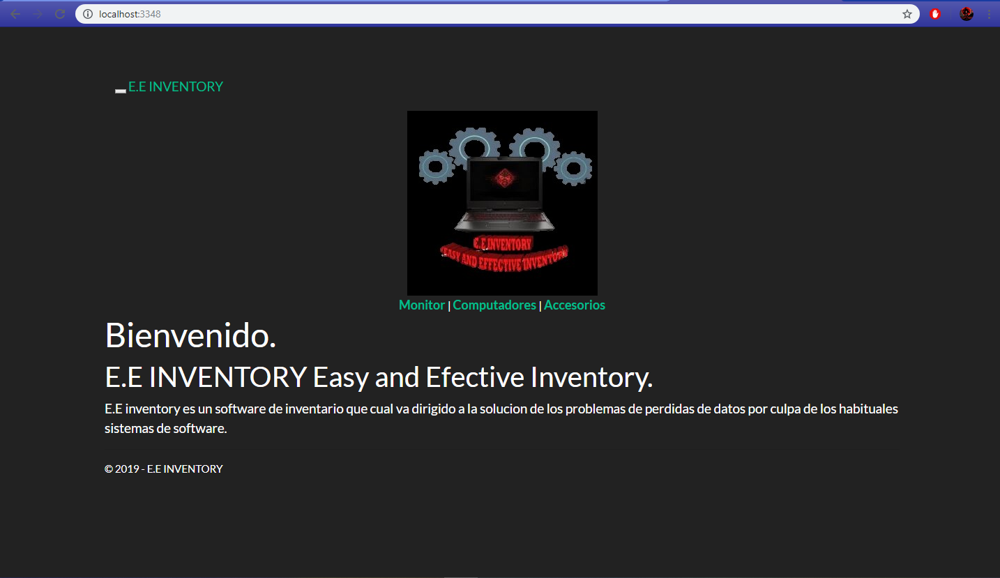 localhost:3348
E.E INVENTORY
E.E.INVENTORY
EASY AND EFFECTIVE INVENTORY
Monitor | Computadores | Accesorios
Bienvenido.
E.E INVENTORY Easy and Efective Inventory.
E.E inventory es un software de inventario que cual va dirigido a la solucion de los problemas de perdidas de datos por culpa de los habituales
sistemas de software.
© 2019 - E.E INVENTORY